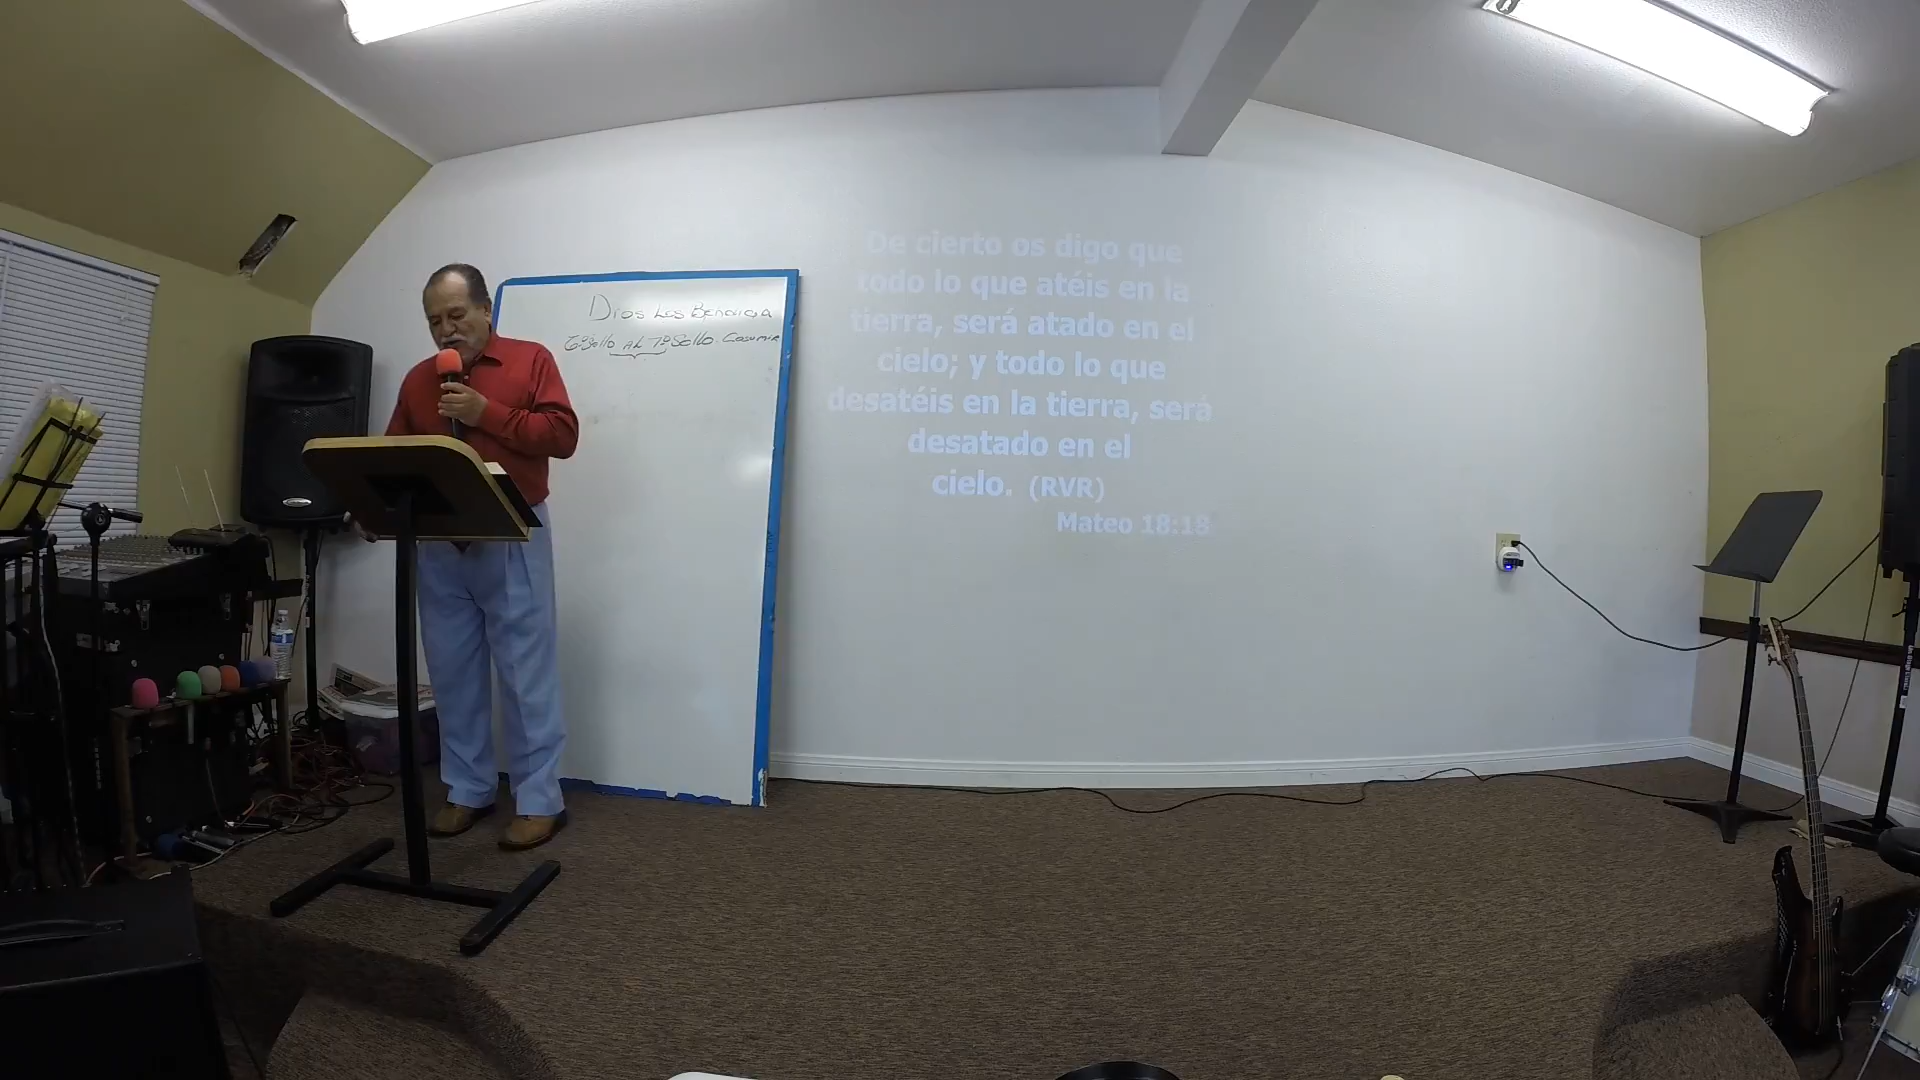 Dios Los Bendiga
6º Sello AL 7º Sello.
De cierto os digo que
todo lo que atéis en la
tierra, será atado en el
cielo; y todo lo que
desatéis en la tierra, será
desatado en el
cielo. (RVR)
Mateo 18:18